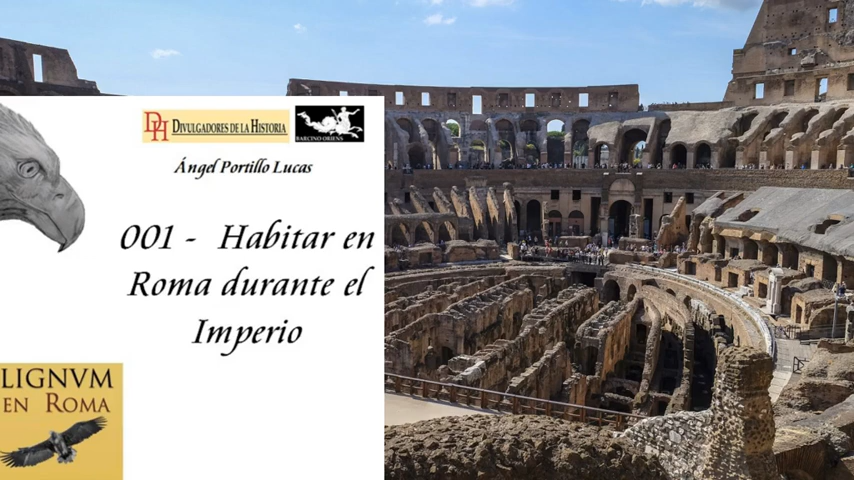 DH DIVULGADORES DE LA HISTORIA
BARCINO ORIENS
Ángel Portillo Lucas
001 - Habitar en
Roma durante el
Imperio
LIGNVM
EN ROMA